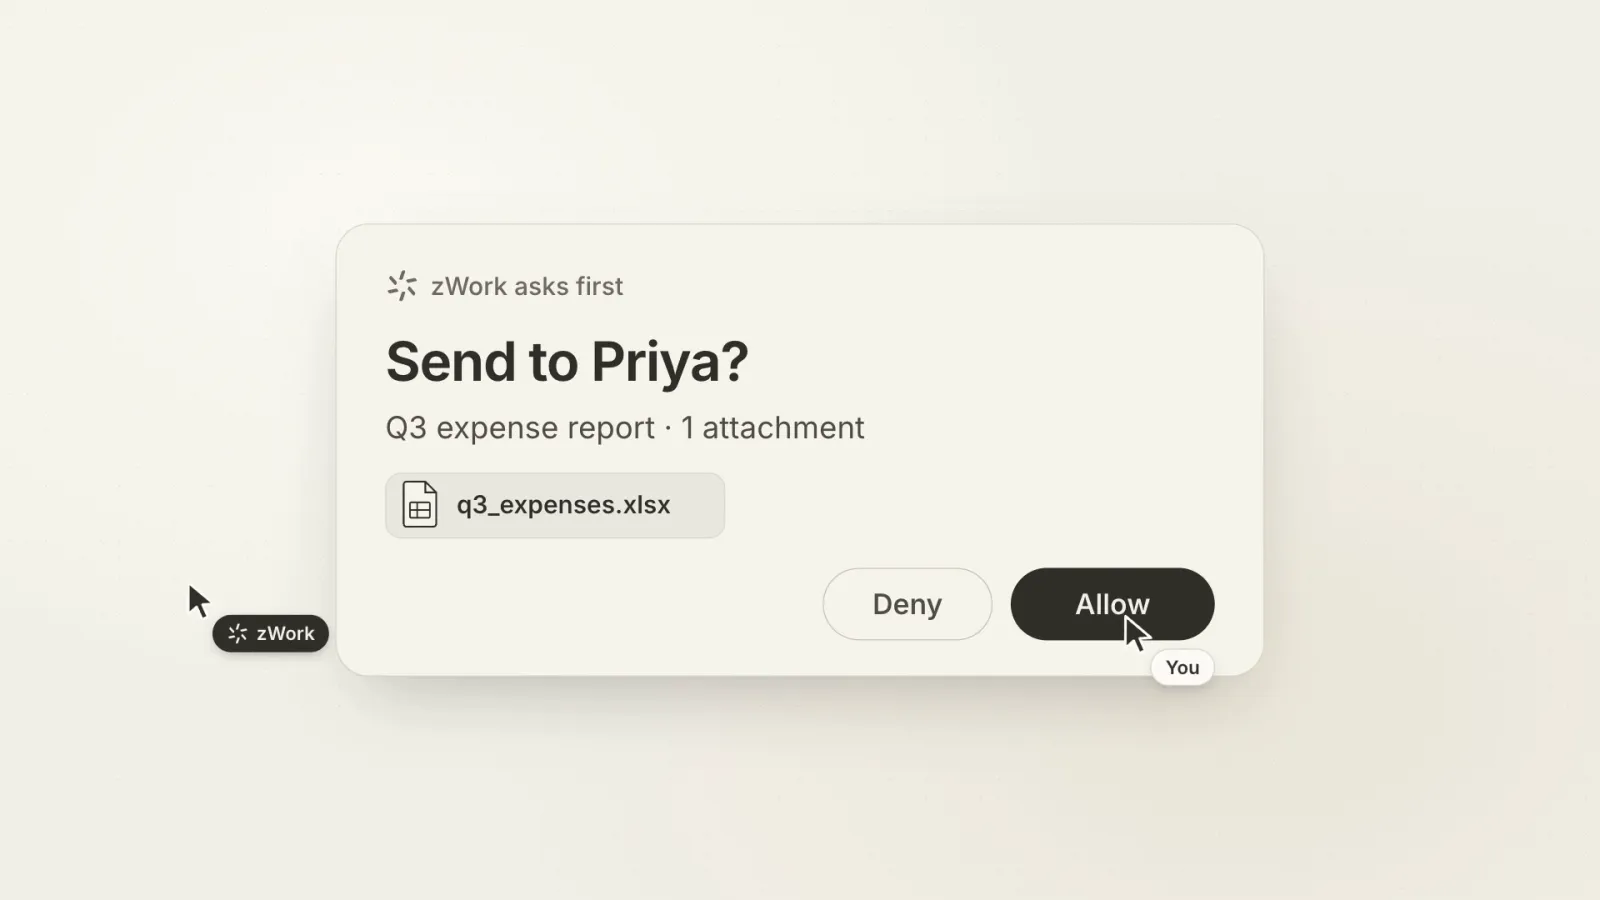 zWork asks first
Send to Priya?
Q3 expense report · 1 attachment
q3_expenses.xlsx
Deny
Allow
zWork
You